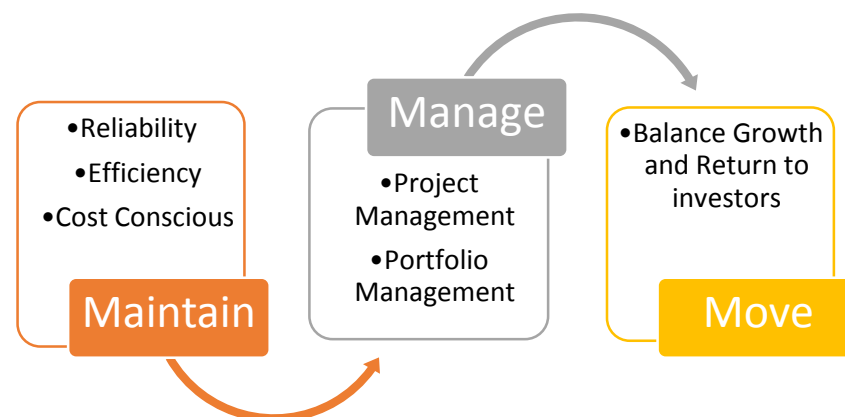 •Reliability
•Efficiency
•Cost Conscious
Maintain
Manage
•Project
Management
•Portfolio
Management
•Balance Growth
and Return to
investors
Move